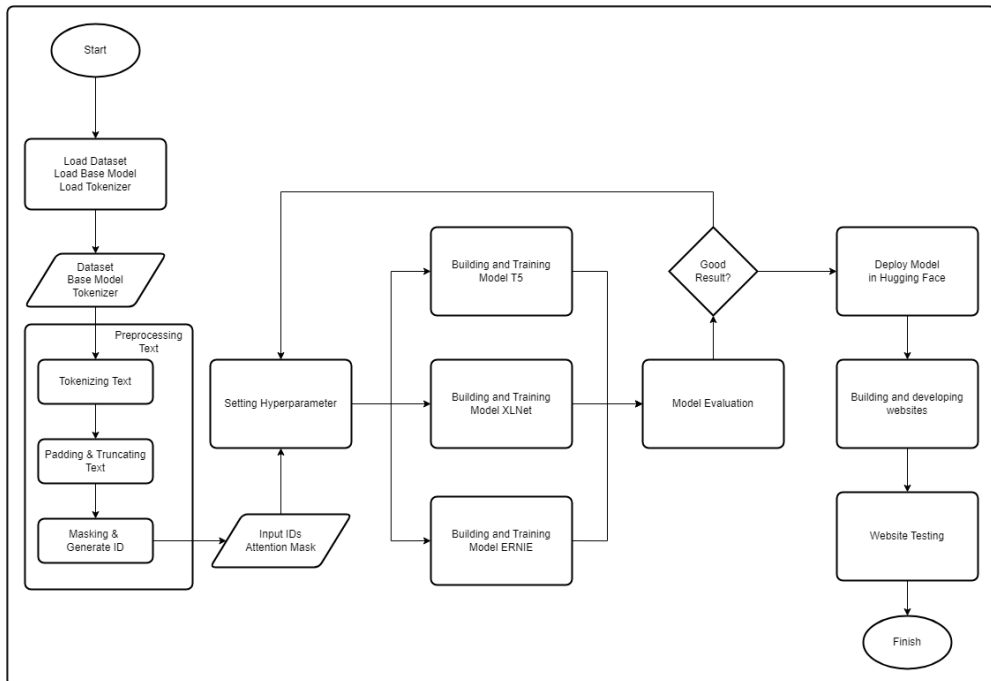 Start
Load Dataset
Load Base Model
Load Tokenizer
Dataset
Base Model
Tokenizer
Preprocessing
Text
Tokenizing Text
Padding & Truncating
Text
Masking &
Generate ID
Input IDs
Attention Mask
Setting Hyperparameter
Building and Training
Model T5
Building and Training
Model XLNet
Building and Training
Model ERNIE
Model Evaluation
Good
Result?
Deploy Model
in Hugging Face
Building and developing
websites
Website Testing
Finish